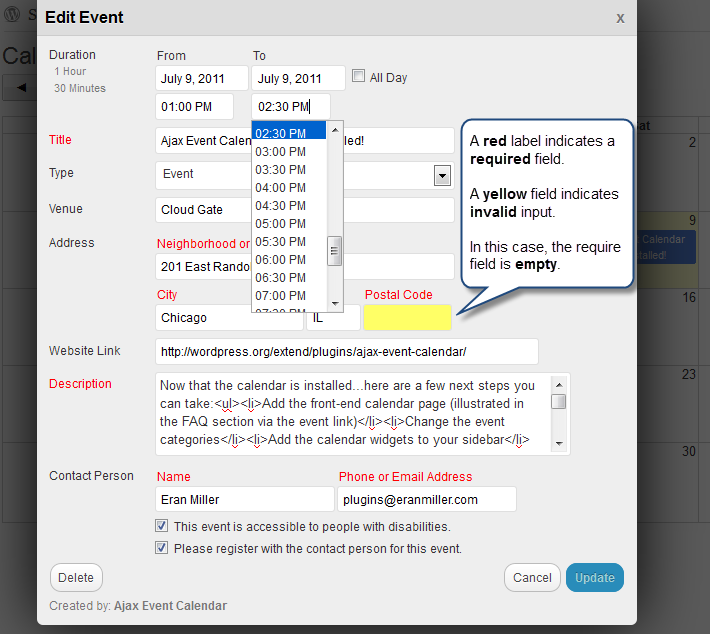 S
Edit Event
X
Cal
Duration
From
To
1 Hour
30 Minutes
July 9, 2011
July 9, 2011
All Day
01:00 PM
02:30 PM
02:30 PM
03:00 PM
03:30 PM
04:00 PM
04:30 PM
05:00 PM
05:30 PM
06:00 PM
06:30 PM
07:00 PM
Title
Ajax Event Calen
led!
Type
Event
Venue
Cloud Gate
Address
Neighborhood or
201 East Rando
City
Postal Code
Chicago
IL
A red label indicates a
required field.
A yellow field indicates
invalid input.
In this case, the require
field is empty.
at
2
9
Calendar
talled!
16
23
30
Website Link
http://wordpress.org/extend/plugins/ajax-event-calendar/
Description
Now that the calendar is installed...here are a few next steps you
can take:<ul><li>Add the front-end calendar page (illustrated in
the FAQ section via the event link)</li><li>Change the event
categories</li><li>Add the calendar widgets to your sidebar</li>
Contact Person
Name
Phone or Email Address
Eran Miller
plugins@eranmiller.com
This event is accessible to people with disabilities.
Please register with the contact person for this event.
Delete
Cancel
Update
Created by: Ajax Event Calendar